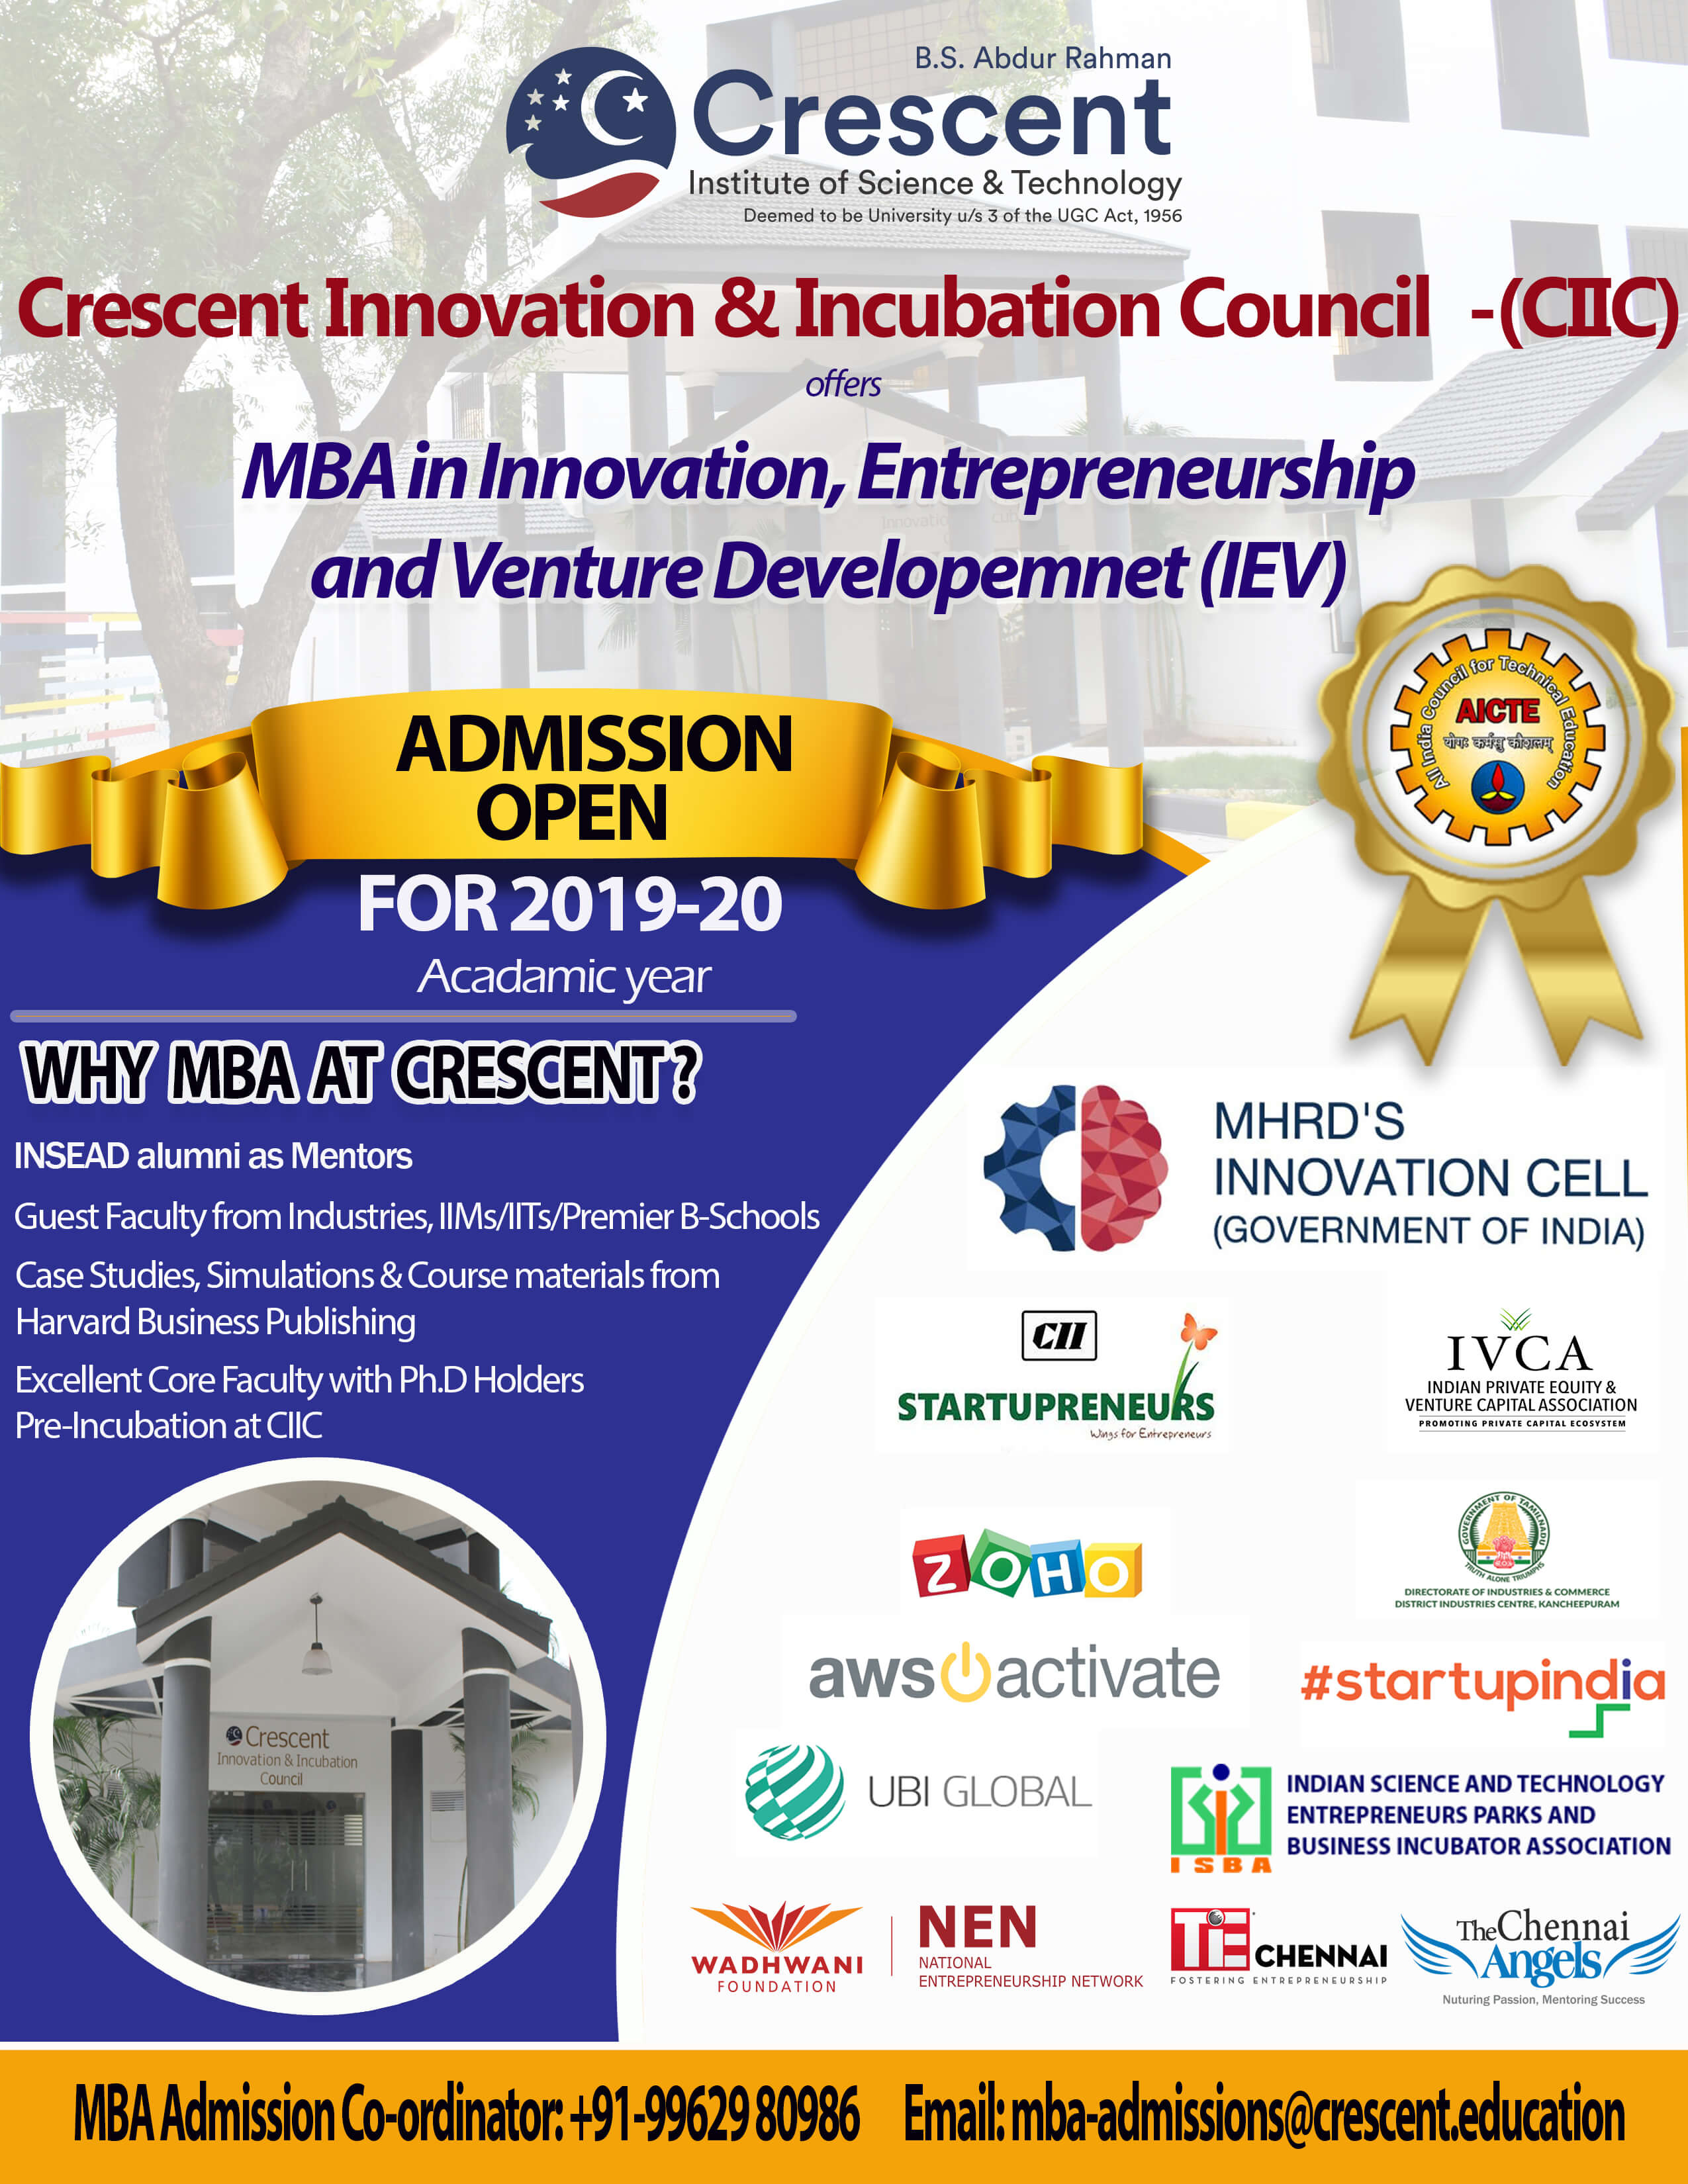 B.S. Abdur Rahman
Crescent
Institute of Science & Technology
Deemed to be University u/s 3 of the UGC Act, 1956
Crescent Innovation & Incubation Council -(CIIC)
offers
MBA in Innovation, Entrepreneurship
and Venture Developemnet (IEV)
All India Council for Technical Education
AICTE
योगः कर्मसु कौशलम्
ADMISSION
OPEN
FOR 2019-20
Acadamic year
WHY MBA AT CRESCENT?
INSEAD alumni as Mentors
Guest Faculty from Industries, IIMs/IITs/Premier B-Schools
Case Studies, Simulations & Course materials from
Harvard Business Publishing
Excellent Core Faculty with Ph.D Holders
Pre-Incubation at CIIC
Crescent
Innovation & Incubation
Council
MHRD'S
INNOVATION CELL
(GOVERNMENT OF INDIA)
CII
STARTUPRENEURS
Wings for Entrepreneurs
IVCA
INDIAN PRIVATE EQUITY &
VENTURE CAPITAL ASSOCIATION
PROMOTING PRIVATE CAPITAL ECOSYSTEM
ZOHO
GOVERNMENT OF TAMILNADU
TRUTH ALONE TRIUMPHS
DIRECTORATE OF INDUSTRIES & COMMERCE
DISTRICT INDUSTRIES CENTRE, KANCHEEPURAM
aws activate
#startupindia
UBI GLOBAL
ISBA
INDIAN SCIENCE AND TECHNOLOGY
ENTREPRENEURS PARKS AND
BUSINESS INCUBATOR ASSOCIATION
WADHWANI
FOUNDATION
NEN
NATIONAL
ENTREPRENEURSHIP NETWORK
TiE CHENNAI
FOSTERING ENTREPRENEURSHIP
The Chennai
Angels
Nuturing Passion, Mentoring Success
MBA Admission Co-ordinator: +91-99629 80986 Email: mba-admissions@crescent.education